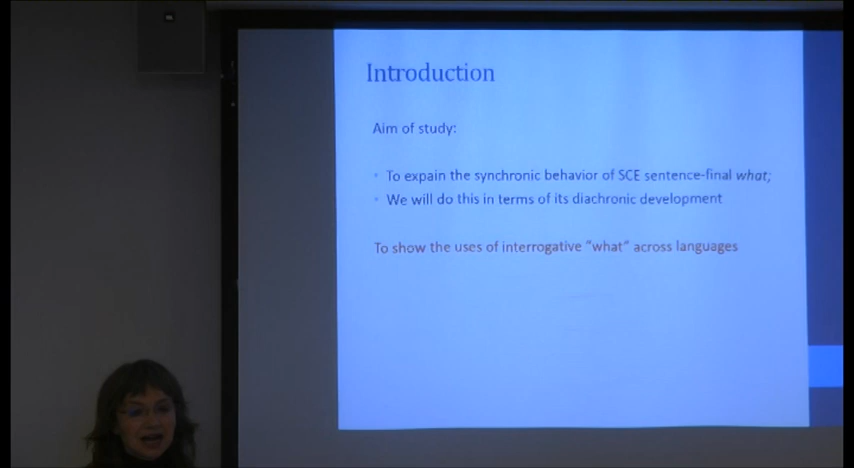 Introduction
Aim of study:
• To expain the synchronic behavior of SCE sentence-final what;
• We will do this in terms of its diachronic development
To show the uses of interrogative "what" across languages